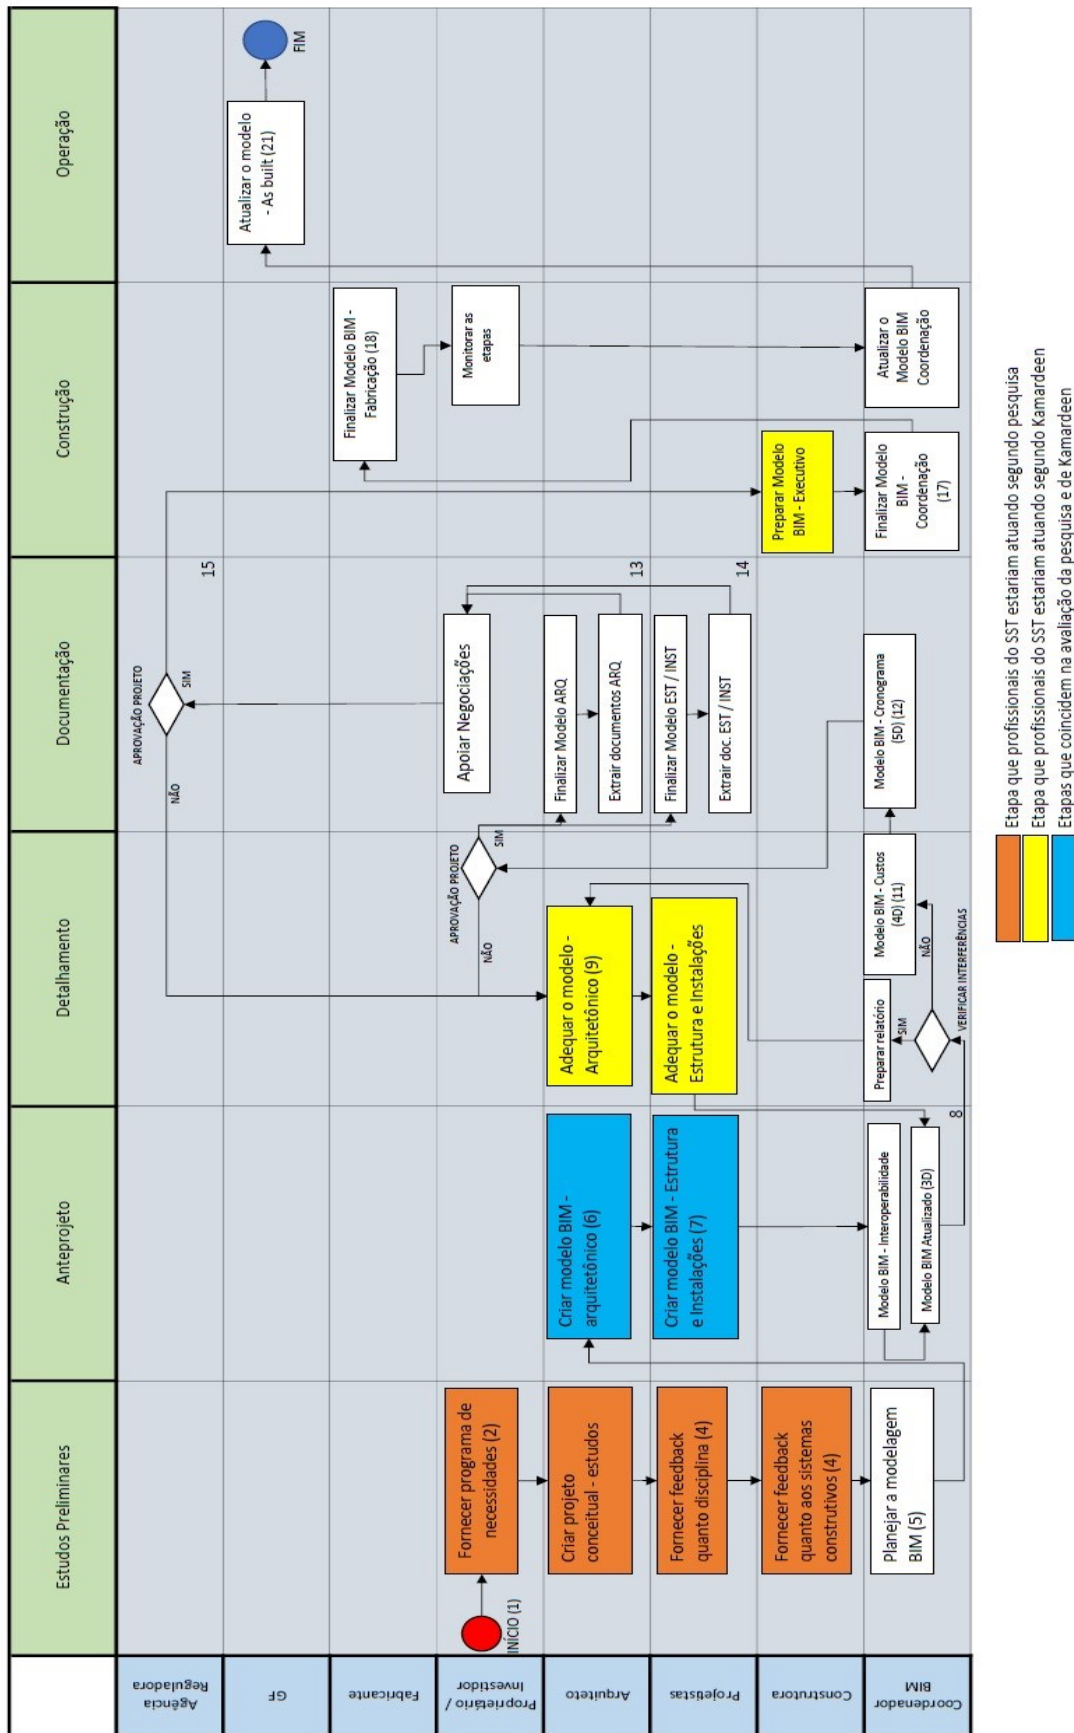 Estudos Preliminares
Anteprojeto
Detalhamento
Documentação
Construção
Operação
Agência
Reguladora
APROVAÇÃO PROJETO
NÃO
SIM
15
GF
Atualizar o modelo
- As built (21)
FIM
Fabricante
Finalizar Modelo BIM -
Fabricação (18)
Proprietário /
Investidor
INÍCIO (1)
Fornecer programa de
necessidades (2)
APROVAÇÃO PROJETO
NÃO
SIM
Apoiar Negociações
Monitorar as
etapas
Arquiteto
Criar projeto
conceitual - estudos
Criar modelo BIM -
arquitetônico (6)
Adequar o modelo -
Arquitetônico (9)
Finalizar Modelo ARQ
Extrair documentos ARQ
13
Projetistas
Fornecer feedback
quanto disciplina (4)
Criar modelo BIM - Estrutura
e Instalações (7)
Adequar o modelo -
Estrutura e Instalações
Finalizar Modelo EST / INST
Extrair doc. EST / INST
14
Construtora
Fornecer feedback
quanto aos sistemas
construtivos (4)
Preparar Modelo
BIM - Executivo
Coordenador
BIM
Planejar a modelagem
BIM (5)
Modelo BIM - Interoperabilidade
Modelo BIM Atualizado (3D)
8
Preparar relatório
SIM
NÃO
VERIFICAR INTERFERÊNCIAS
Modelo BIM - Custos
(4D) (11)
Modelo BIM - Cronograma
(5D) (12)
Finalizar Modelo
BIM -
Coordenação
(17)
Atualizar o
Modelo BIM
Coordenação
Etapa que profissionais do SST estariam atuando segundo pesquisa
Etapa que profissionais do SST estariam atuando segundo Kamardeen
Etapas que coincidem na avaliação da pesquisa e de Kamardeen